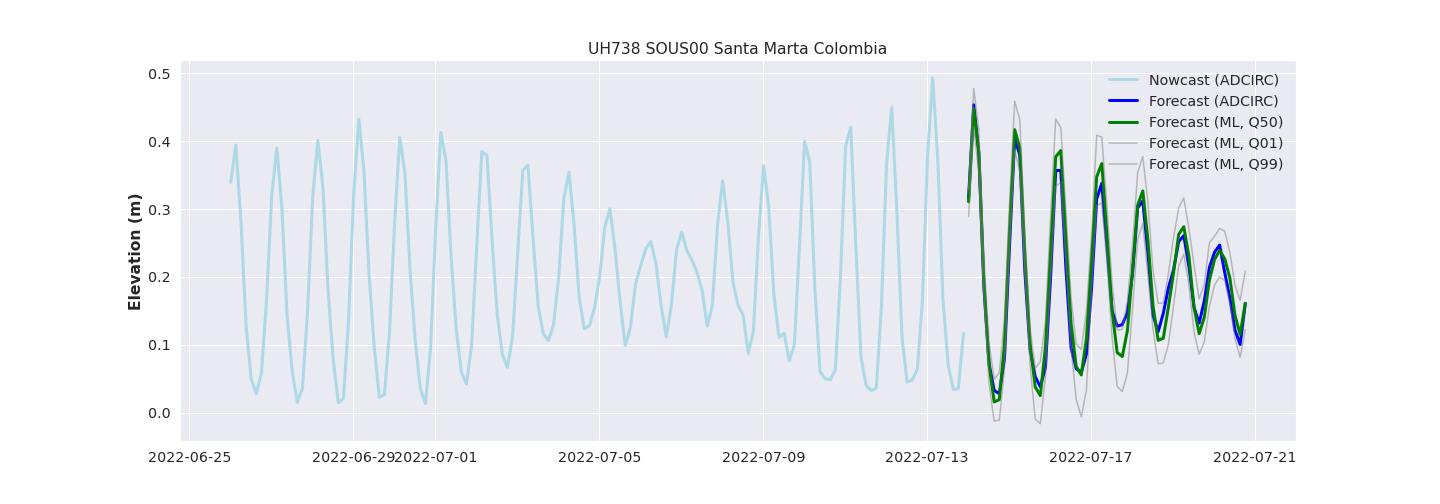 UH738 SOUS00 Santa Marta Colombia
Elevation (m)
0.5
0.4
0.3
0.2
0.1
0.0
Nowcast (ADCIRC)
Forecast (ADCIRC)
Forecast (ML, Q50)
Forecast (ML, Q01)
Forecast (ML, Q99)
2022-06-25 2022-06-29 2022-07-01 2022-07-05 2022-07-09 2022-07-13 2022-07-17 2022-07-21